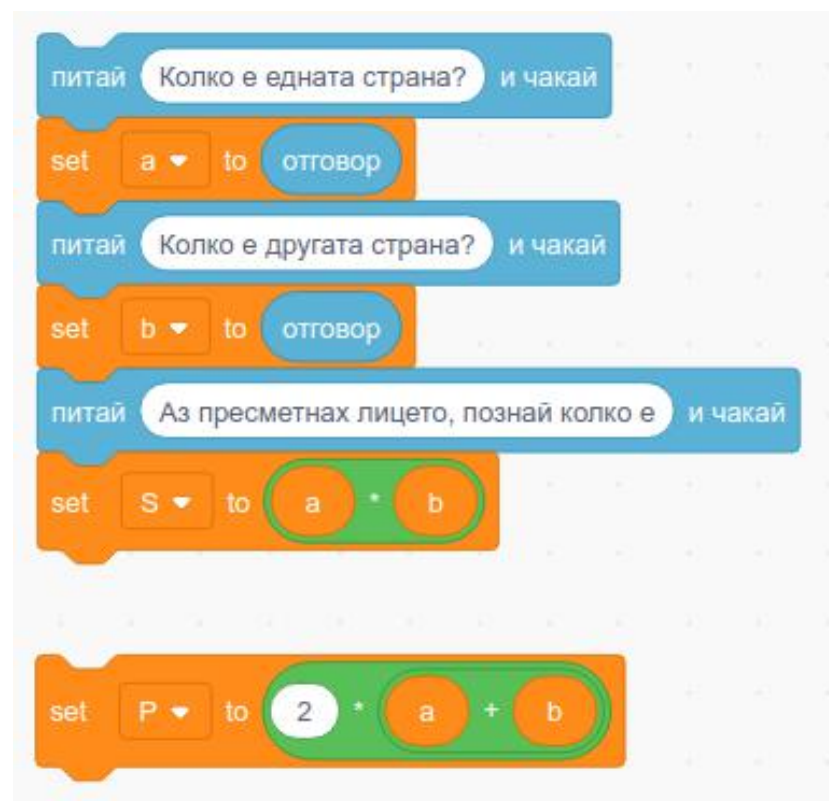 питай Колко е едната страна? и чакай
set a to отговор
питай Колко е другата страна? и чакай
set b to отговор
питай Аз пресметнах лицето, познай колко е и чакай
set S to a * b
set P to 2 * a + b